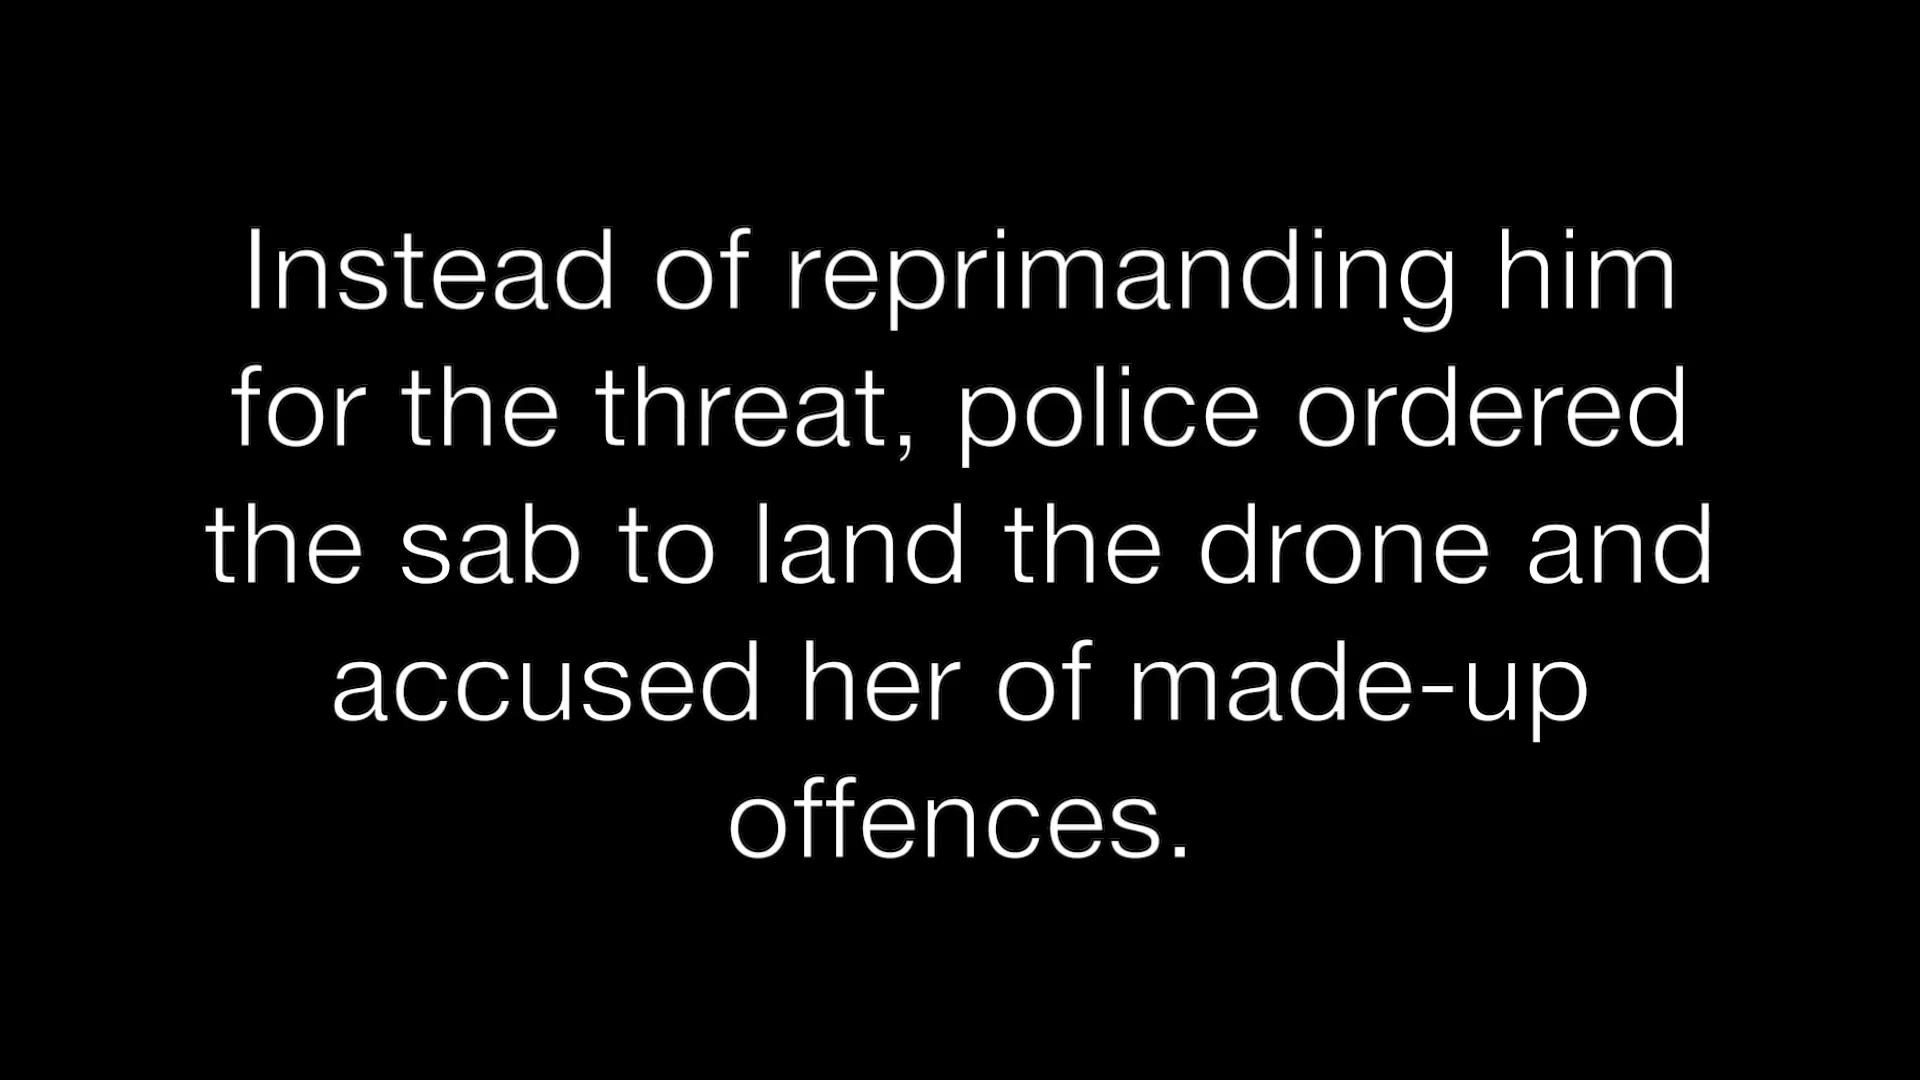 Instead of reprimanding him
for the threat, police ordered
the sab to land the drone and
accused her of made-up
offences.